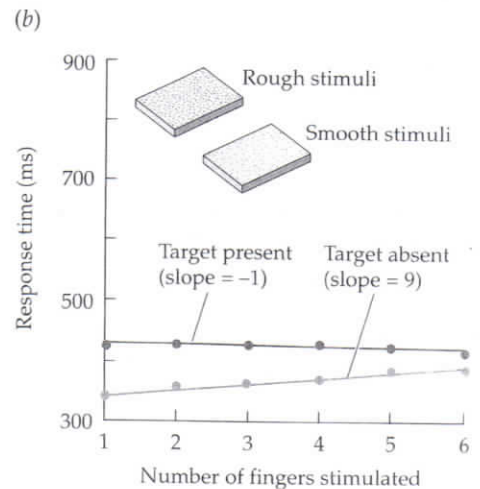 (b)
900
Rough stimuli
Smooth stimuli
700
Response time (ms)
Target present
(slope = –1)
Target absent
(slope = 9)
500
300
1 2 3 4 5 6
Number of fingers stimulated